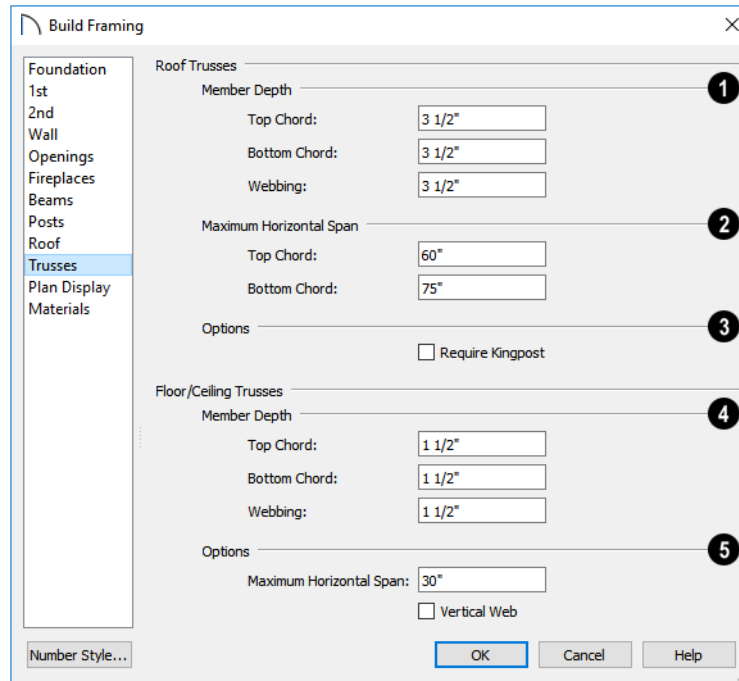 Build Framing
Foundation
1st
2nd
Wall
Openings
Fireplaces
Beams
Posts
Roof
Trusses
Plan Display
Materials
Number Style...
Roof Trusses
Member Depth 1
Top Chord: 3 1/2"
Bottom Chord: 3 1/2"
Webbing: 3 1/2"
Maximum Horizontal Span 2
Top Chord: 60"
Bottom Chord: 75"
Options 3
Require Kingpost
Floor/Ceiling Trusses
Member Depth 4
Top Chord: 1 1/2"
Bottom Chord: 1 1/2"
Webbing: 1 1/2"
Options 5
Maximum Horizontal Span: 30"
Vertical Web
OK Cancel Help